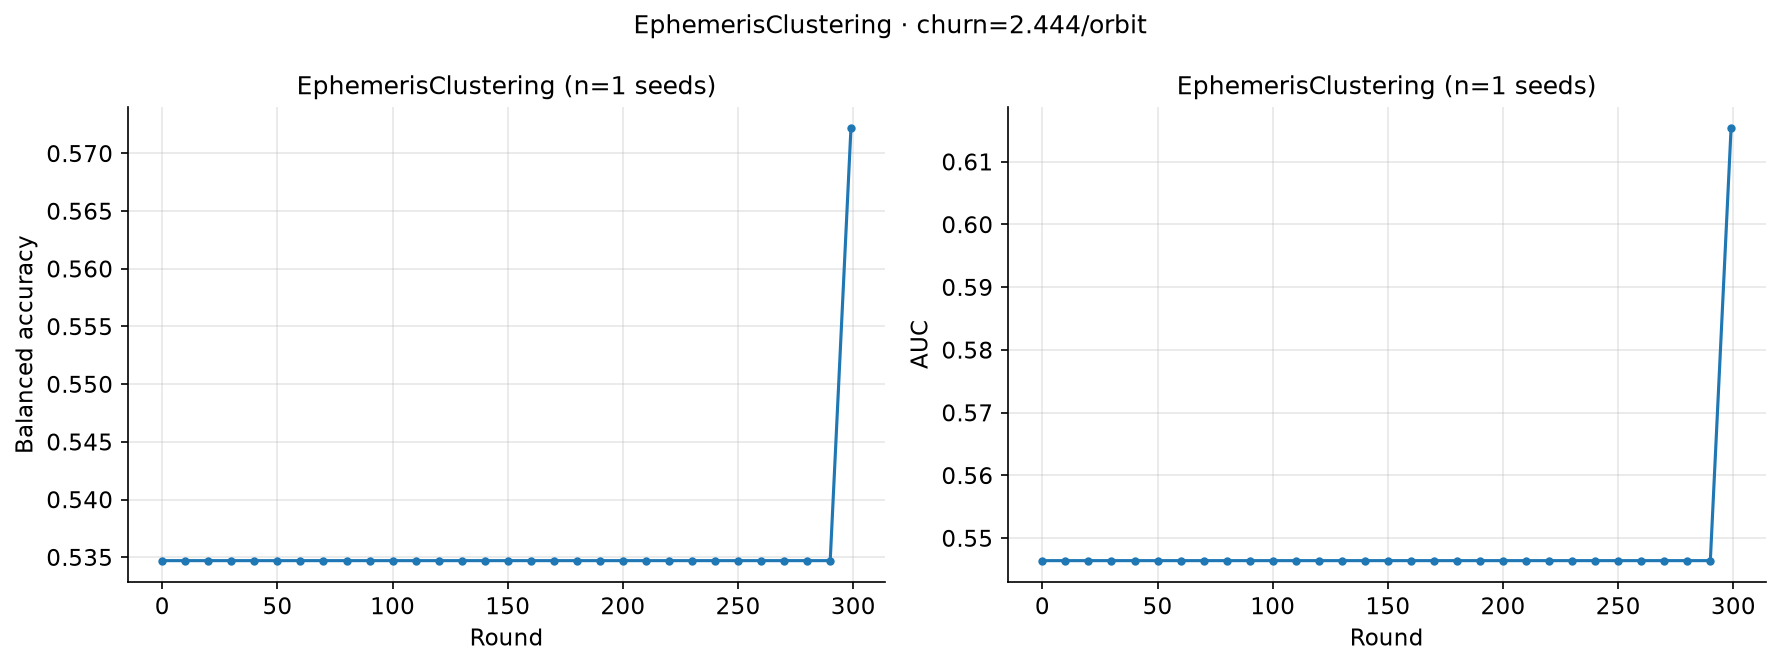 EphemerisClustering · churn=2.444/orbit
EphemerisClustering (n=1 seeds)
Balanced accuracy
0.570
0.565
0.560
0.555
0.550
0.545
0.540
0.535
0 50 100 150 200 250 300
Round
EphemerisClustering (n=1 seeds)
AUC
0.61
0.60
0.59
0.58
0.57
0.56
0.55
0 50 100 150 200 250 300
Round